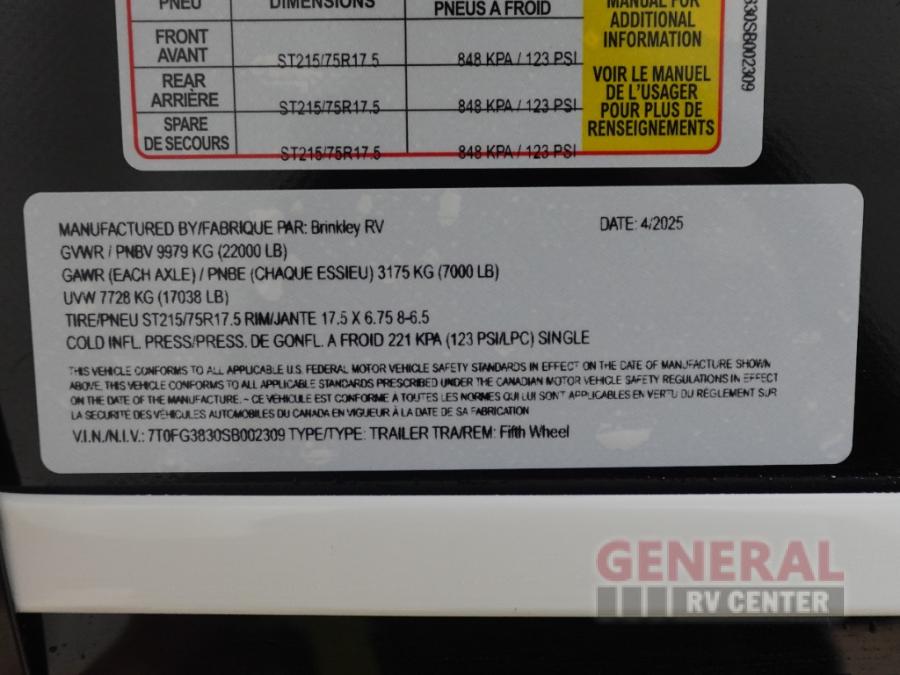 PNEU DIMENSIONS PNEUS A FROID
FRONT
AVANT ST215/75R17.5 848 KPA / 123 PSI
REAR
ARRIÈRE ST215/75R17.5 848 KPA / 123 PSI
SPARE
DE SECOURS ST215/75R17.5 848 KPA / 123 PSI
MANUAL FOR
ADDITIONAL
INFORMATION
VOIR LE MANUEL
DE L'USAGER
POUR PLUS DE
RENSEIGNEMENTS
830SB002309
MANUFACTURED BY/FABRIQUE PAR: Brinkley RV DATE: 4/2025
GVWR / PNBV 9979 KG (22000 LB)
GAWR (EACH AXLE) / PNBE (CHAQUE ESSIEU) 3175 KG (7000 LB)
UVW 7728 KG (17038 LB)
TIRE/PNEU ST215/75R17.5 RIM/JANTE 17.5 X 6.75 8-6.5
COLD INFL. PRESS/PRESS. DE GONFL. A FROID 221 KPA (123 PSI/LPC) SINGLE
THIS VEHICLE CONFORMS TO ALL APPLICABLE U.S. FEDERAL MOTOR VEHICLE SAFETY STANDARDS IN EFFECT ON THE DATE OF MANUFACTURE SHOWN
ABOVE. THIS VEHICLE CONFORMS TO ALL APPLICABLE STANDARDS PRESCRIBED UNDER THE CANADIAN MOTOR VEHICLE SAFETY REGULATIONS IN EFFECT
ON THE DATE OF THE MANUFACTURE. ~ CE VEHICULE EST CONFORME A TOUTES LES NORMES QUI LUI SONT APPLICABLES EN VERTU DU RÈGLEMENT SUR
LA SECURITE DES VÉHICULES AUTOMOBILES DU CANADA EN VIGUEUR À LA DATE DE SA FABRICATION
V.I.N./N.I.V.: 7T0FG3830SB002309 TYPE/TYPE: TRAILER TRA/REM: Fifth Wheel
GENERAL
RV CENTER